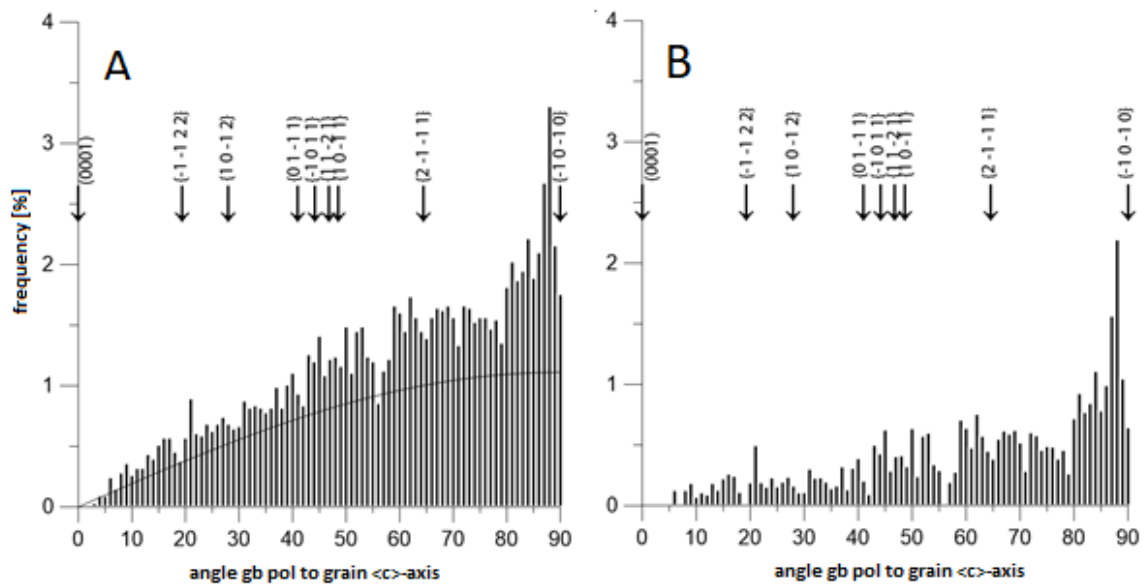 A
4
3
2
1
0
frequency [%]
(0001)
{-1 -1 2 2}
{1 0 -1 2}
{0 1 -1 1}
{-1 0 1 1}
{1 1 -2 1}
{1 0 -1 1}
{2 -1 -1 1}
{-1 0 -1 0}
0 10 20 30 40 50 60 70 80 90
angle gb pol to grain <c>-axis
B
4
3
2
1
0
(0001)
{-1 -1 2 2}
{1 0 -1 2}
{0 1 -1 1}
{-1 0 1 1}
{1 1 -2 1}
{1 0 -1 1}
{2 -1 -1 1}
{-1 0 -1 0}
0 10 20 30 40 50 60 70 80 90
angle gb pol to grain <c>-axis